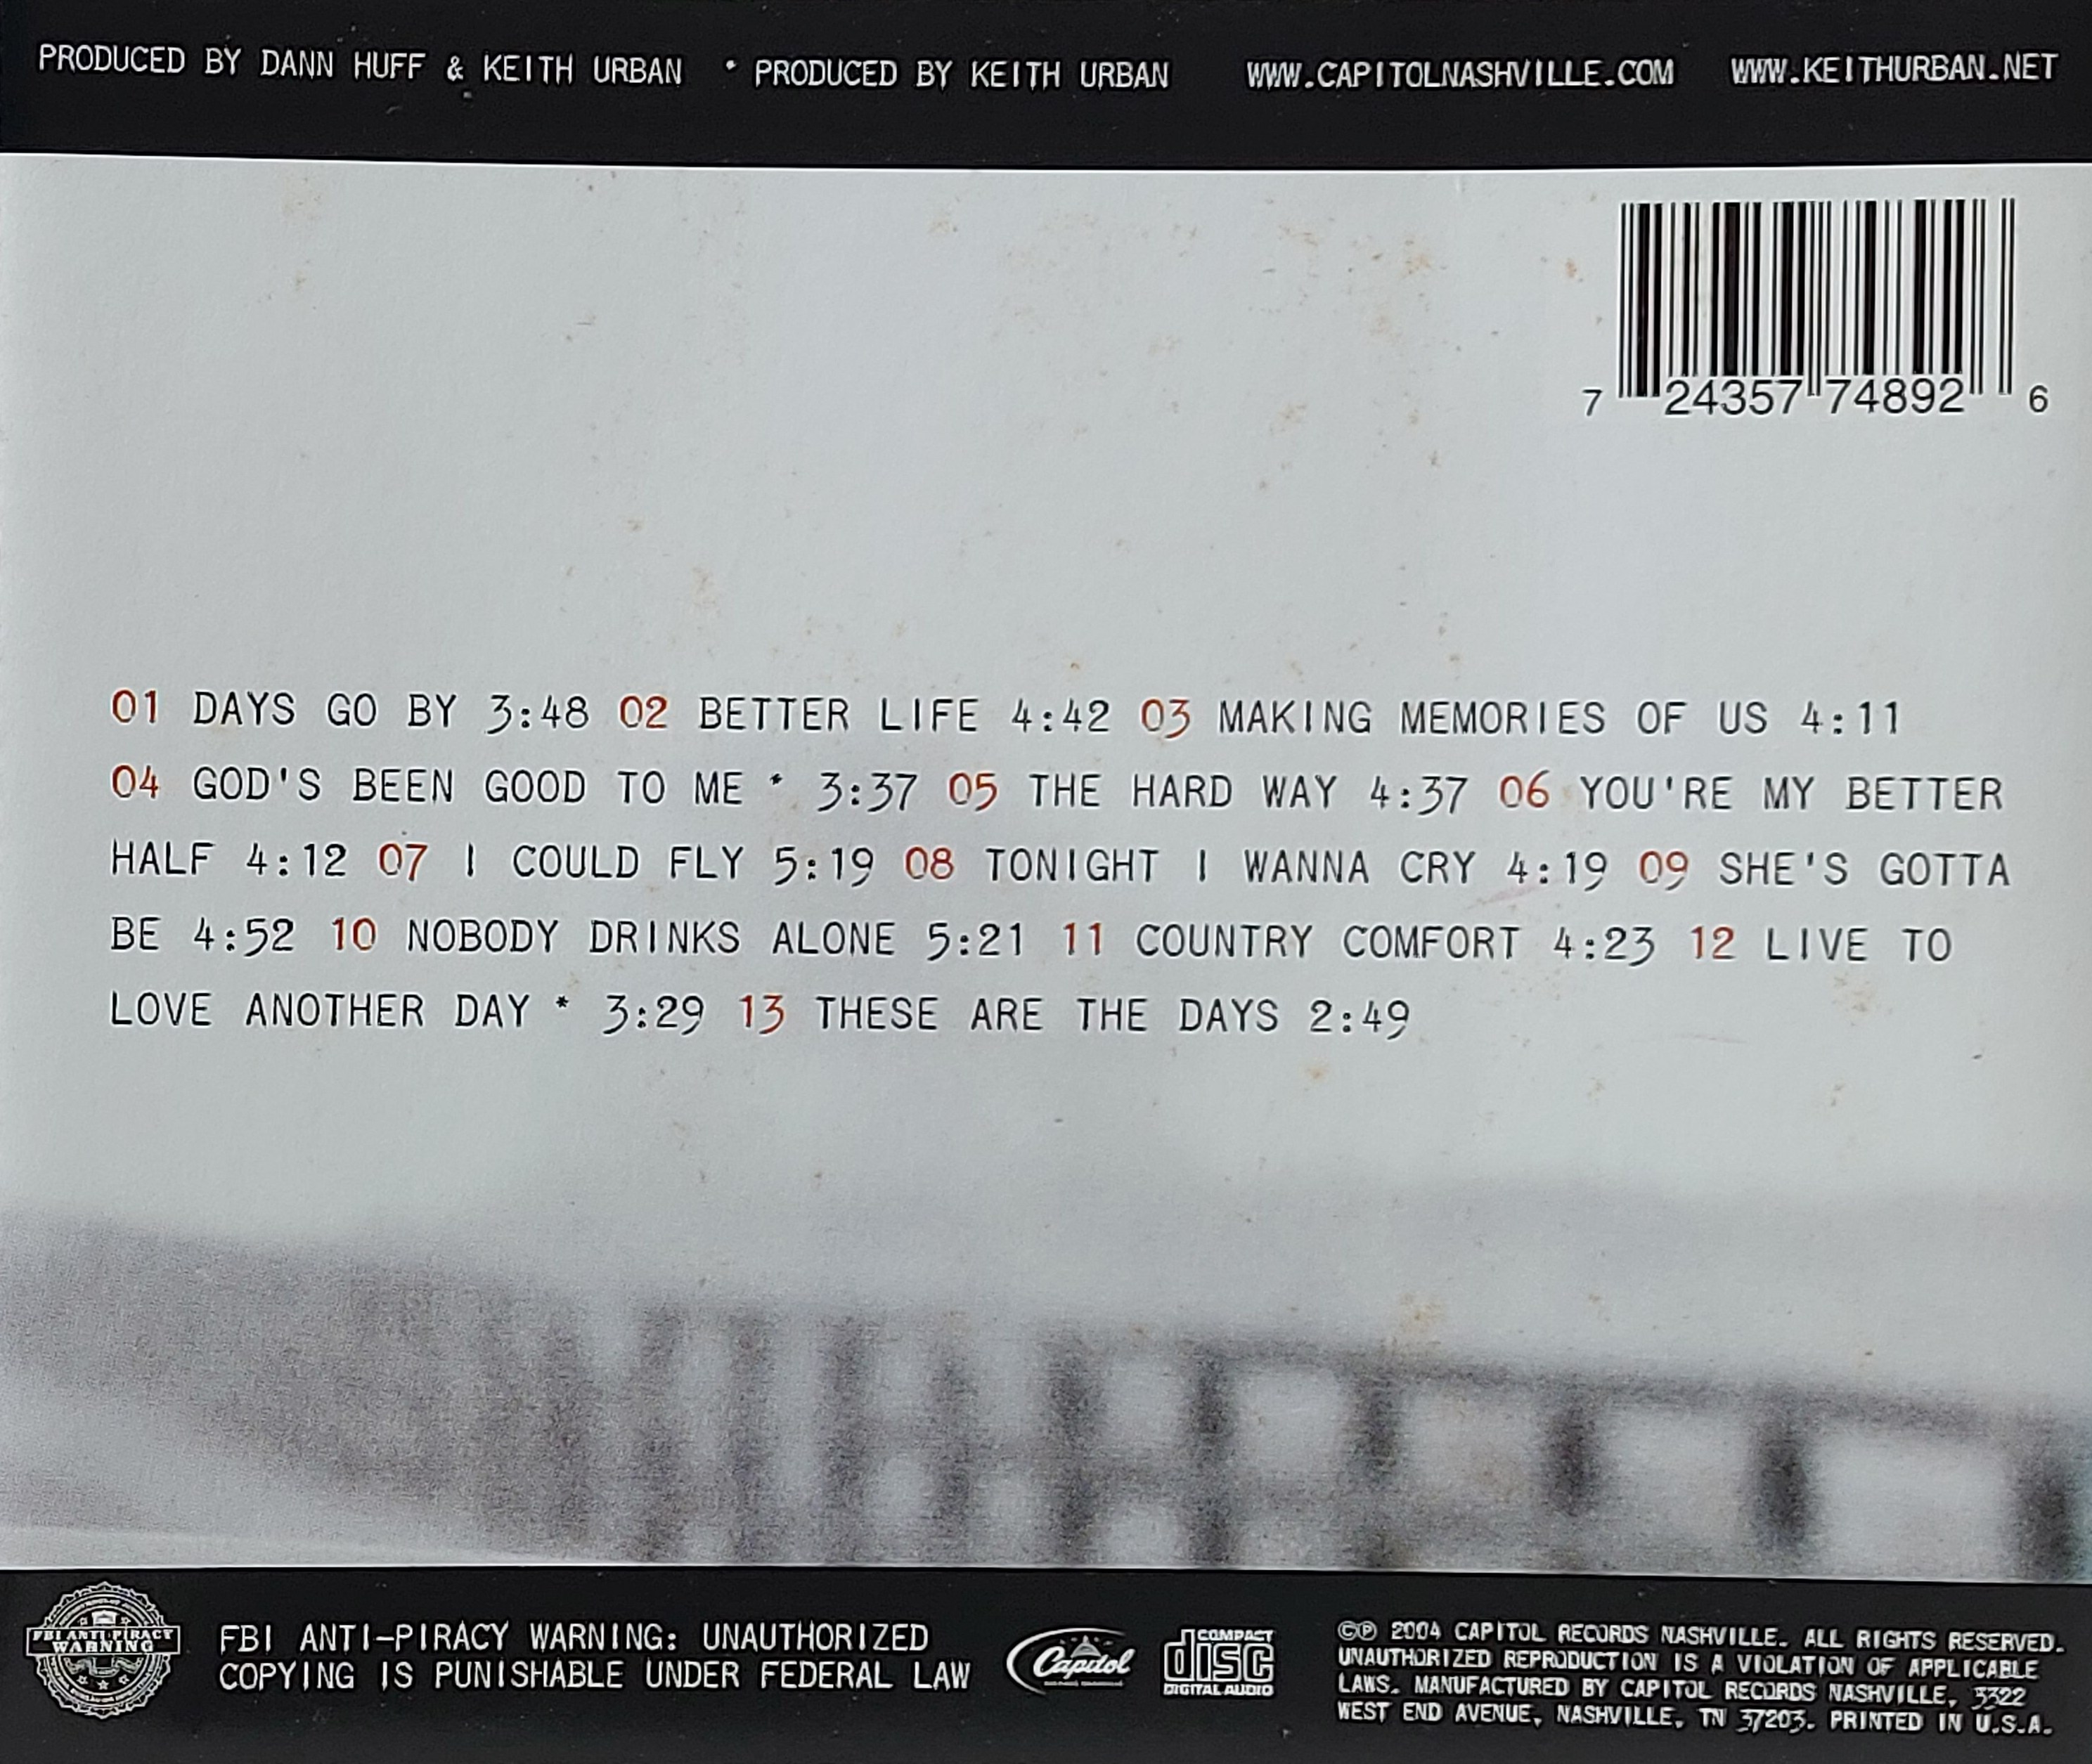 PRODUCED BY DANN HUFF & KEITH URBAN * PRODUCED BY KEITH URBAN WWW.CAPITOLNASHVILLE.COM WWW.KEITHURBAN.NET
7 24357 74892 6
01 DAYS GO BY 3:48 02 BETTER LIFE 4:42 03 MAKING MEMORIES OF US 4:11
04 GOD'S BEEN GOOD TO ME * 3:37 05 THE HARD WAY 4:37 06 YOU'RE MY BETTER
HALF 4:12 07 I COULD FLY 5:19 08 TONIGHT I WANNA CRY 4:19 09 SHE'S GOTTA
BE 4:52 10 NOBODY DRINKS ALONE 5:21 11 COUNTRY COMFORT 4:23 12 LIVE TO
LOVE ANOTHER DAY * 3:29 13 THESE ARE THE DAYS 2:49
FBI ANTI-PIRACY
WARNING
FBI ANTI-PIRACY WARNING: UNAUTHORIZED
COPYING IS PUNISHABLE UNDER FEDERAL LAW
Capitol
COMPACT
disc
DIGITAL AUDIO
©℗ 2004 CAPITOL RECORDS NASHVILLE. ALL RIGHTS RESERVED.
UNAUTHORIZED REPRODUCTION IS A VIOLATION OF APPLICABLE
LAWS. MANUFACTURED BY CAPITOL RECORDS NASHVILLE, 3322
WEST END AVENUE, NASHVILLE, TN 37203. PRINTED IN U.S.A.